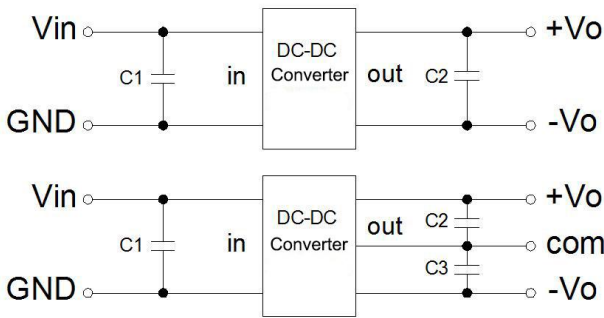 Vin
DC-DC
Converter
+Vo
C1
in
out
C2
GND
-Vo
Vin
DC-DC
Converter
+Vo
C1
in
out
C2
com
C3
GND
-Vo